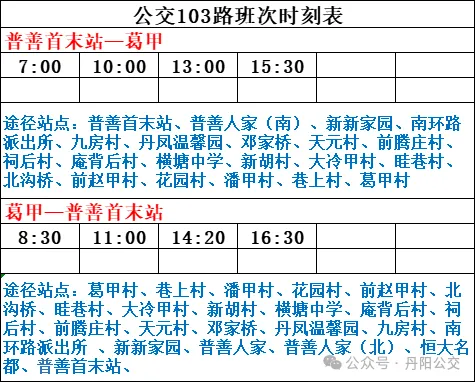 公交103路班次时刻表
普善首末站—葛甲
7:00 10:00 13:00 15:30
途径站点：普善首末站、普善人家（南）、新新家园、南环路
派出所、九房村、丹凤温馨园、邓家桥、天元村、前腾庄村、
祠后村、庵背后村、横塘中学、新胡村、大冷甲村、畦巷村、
北沟桥、前赵甲村、花园村、潘甲村、巷上村、葛甲村
葛甲—普善首末站
8:30 11:00 14:20 16:30
途径站点：葛甲村、巷上村、潘甲村、花园村、前赵甲村、北
沟桥、畦巷村、大冷甲村、新胡村、横塘中学、庵背后村、祠
后村、前腾庄村、天元村、邓家桥、丹凤温馨园、九房村、南
环路派出所 、新新家园、普善人家、普善人家（北）、恒大名
都、普善首末站、
公众号·丹阳公交